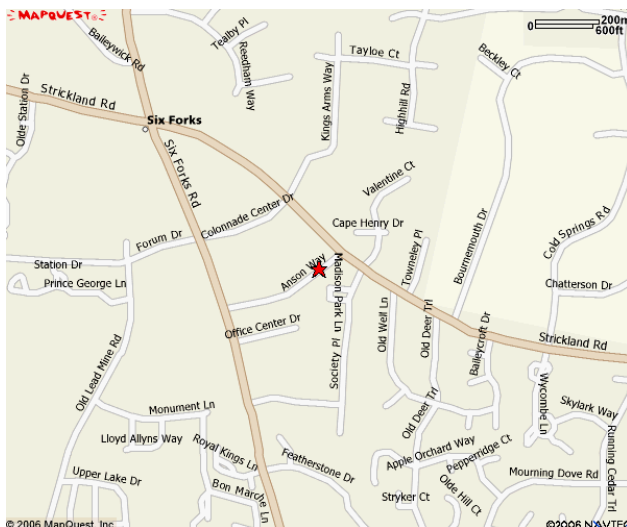 MAPQUEST
200m
0
600ft
Baileywick Rd
Tealby Pl
Reedham Way
Tayloe Ct
Beckley Ct
Kings Arms Way
Highhill Rd
Olde Station Dr
Strickland Rd
Six Forks
Six Forks Rd
Valentine Ct
Colonnade Center Dr
Cape Henry Dr
Forum Dr
Towneley Pl
Bournemouth Dr
Cold Springs Rd
Station Dr
Prince George Ln
Anson Way
Madison Park Ln
Chatterson Dr
Old Well Ln
Old Deer Trl
Office Center Dr
Society Pl
Baileycroft Dr
Strickland Rd
Old Lead Mine Rd
Wycombe Ln
Skylark Way
Monument Ln
Old Deer Trl
Lloyd Allyns Way
Royal Kings Ln
Featherstone Dr
Apple Orchard Way
Pepperridge Ct
Running Cedar Trl
Upper Lake Dr
Bon Marche Ln
Mourning Dove Rd
Stryker Ct
Olde Hill Ct
© 2006 MapQuest, Inc.
©2006 NAVTEQ